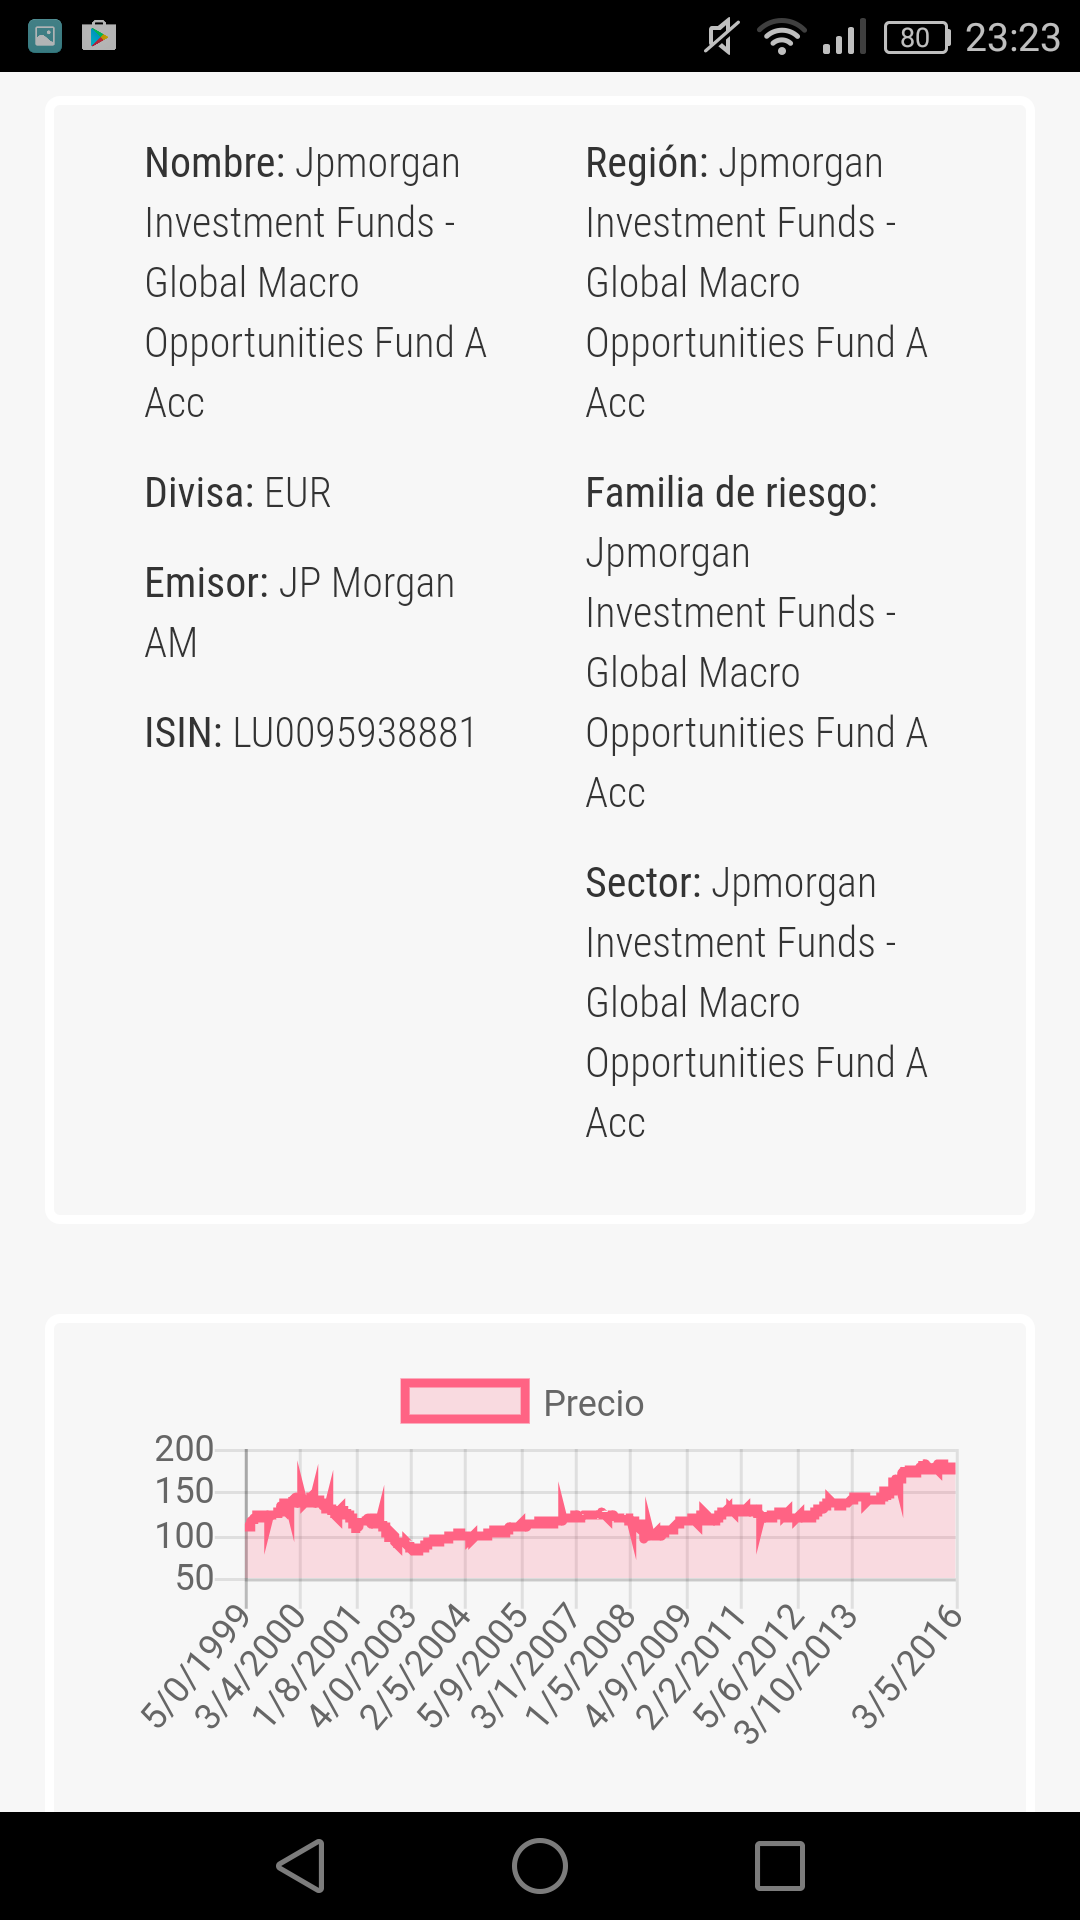 80 23:23
Nombre: Jpmorgan
Investment Funds -
Global Macro
Opportunities Fund A
Acc
Divisa: EUR
Emisor: JP Morgan
AM
ISIN: LU0095938881
Región: Jpmorgan
Investment Funds -
Global Macro
Opportunities Fund A
Acc
Familia de riesgo:
Jpmorgan
Investment Funds -
Global Macro
Opportunities Fund A
Acc
Sector: Jpmorgan
Investment Funds -
Global Macro
Opportunities Fund A
Acc
Precio
200
150
100
50
5/0/1999
3/4/2000
1/8/2001
4/0/2003
2/5/2004
5/9/2005
3/1/2007
1/5/2008
4/9/2009
2/2/2011
5/6/2012
3/10/2013
3/5/2016